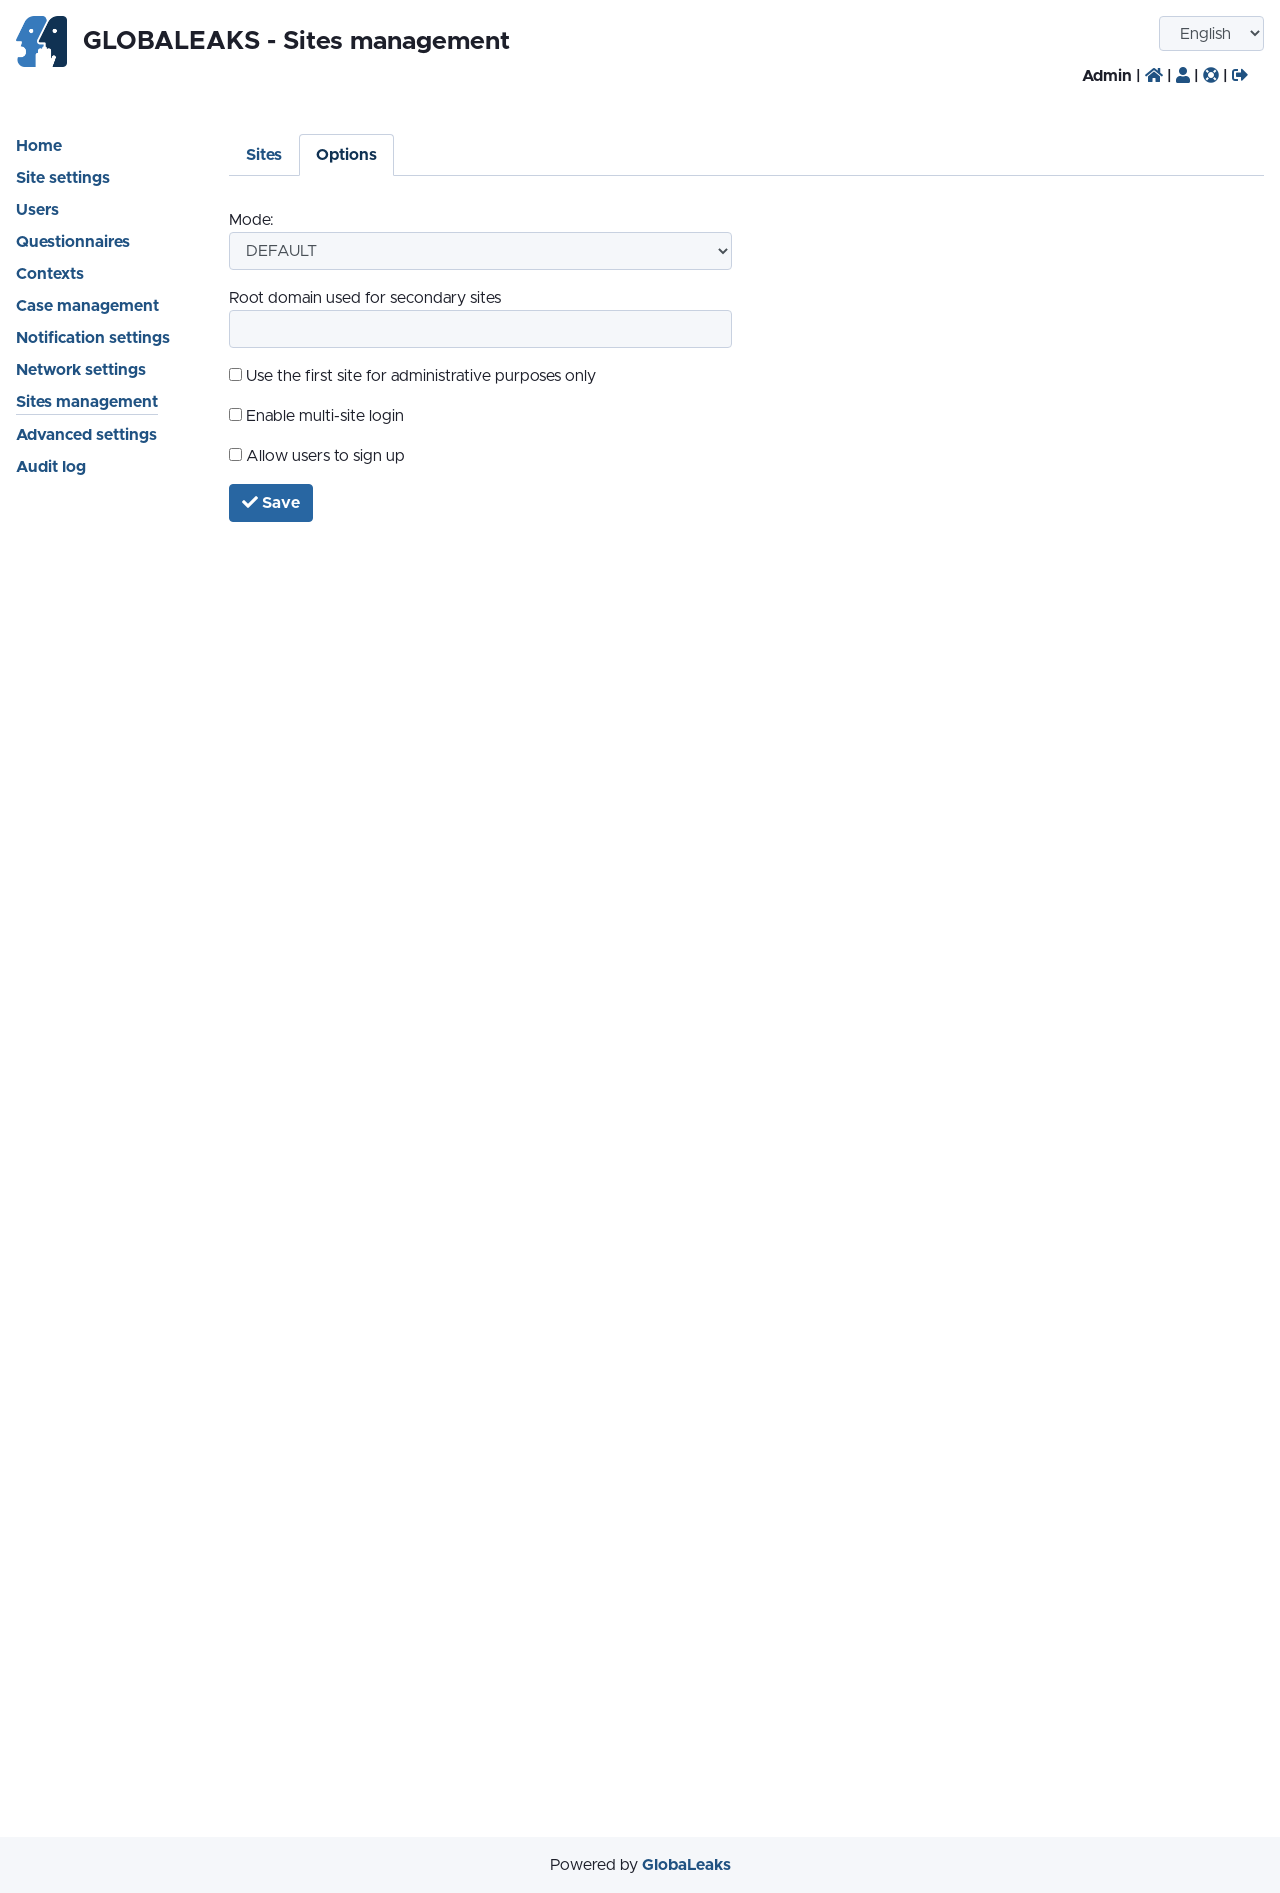 GLOBALEAKS - Sites management
English
Admin | | | |
Home
Site settings
Users
Questionnaires
Contexts
Case management
Notification settings
Network settings
Sites management
Advanced settings
Audit log
Sites Options
Mode:
DEFAULT
Root domain used for secondary sites
Use the first site for administrative purposes only
Enable multi-site login
Allow users to sign up
Save
Powered by GlobaLeaks